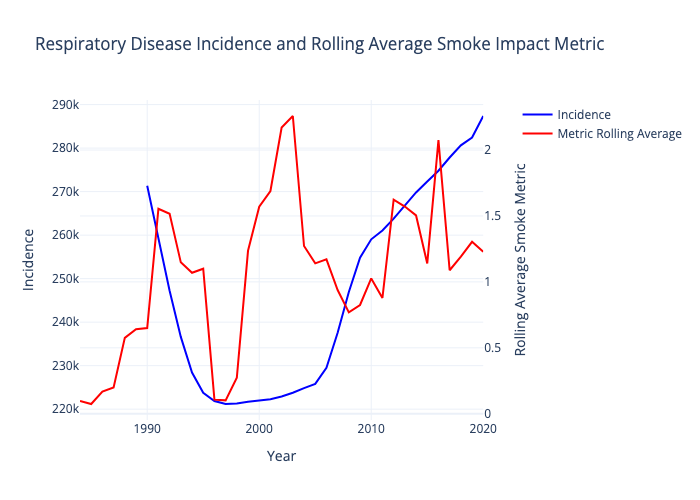 Respiratory Disease Incidence and Rolling Average Smoke Impact Metric
Incidence
Metric Rolling Average
290k
280k
270k
260k
250k
240k
230k
220k
2
1.5
1
0.5
0
1990
2000
2010
2020
Incidence
Rolling Average Smoke Metric
Year